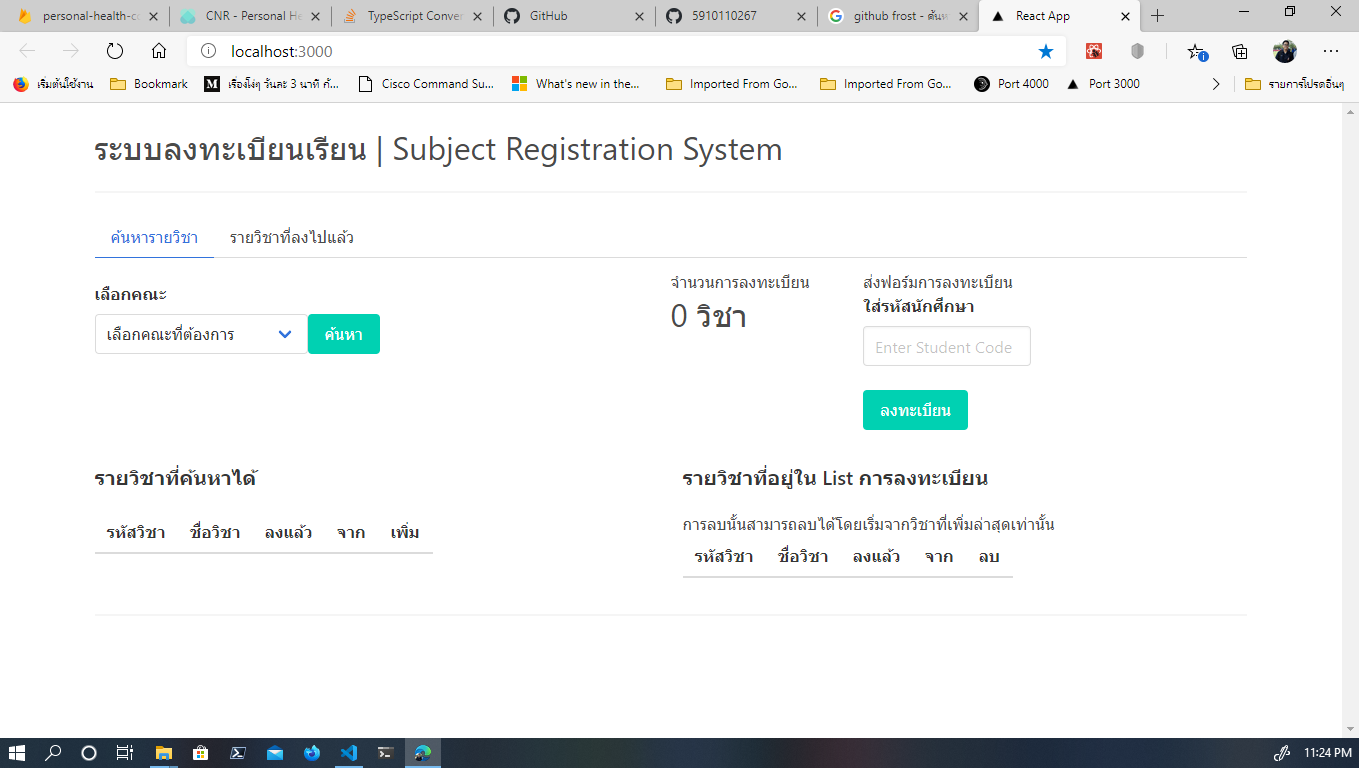 personal-health-c
CNR - Personal He
TypeScript Conver
GitHub
5910110267
github frost - ค้นห
React App
localhost:3000
เริ่มต้นใช้งาน
Bookmark
เรื่องโง่ๆ วันละ 3 นาที ก้...
Cisco Command Su...
What's new in the...
Imported From Go...
Imported From Go...
Port 4000
Port 3000
รายการโปรดอื่นๆ
ระบบลงทะเบียนเรียน | Subject Registration System
ค้นหารายวิชา
รายวิชาที่ลงไปแล้ว
เลือกคณะ
เลือกคณะที่ต้องการ
ค้นหา
จำนวนการลงทะเบียน
0 วิชา
ส่งฟอร์มการลงทะเบียน
ใส่รหัสนักศึกษา
Enter Student Code
ลงทะเบียน
รายวิชาที่ค้นหาได้
รหัสวิชา ชื่อวิชา ลงแล้ว จาก เพิ่ม
รายวิชาที่อยู่ใน List การลงทะเบียน
การลบนั้นสามารถลบได้โดยเริ่มจากวิชาที่เพิ่มล่าสุดเท่านั้น
รหัสวิชา ชื่อวิชา ลงแล้ว จาก ลบ
11:24 PM